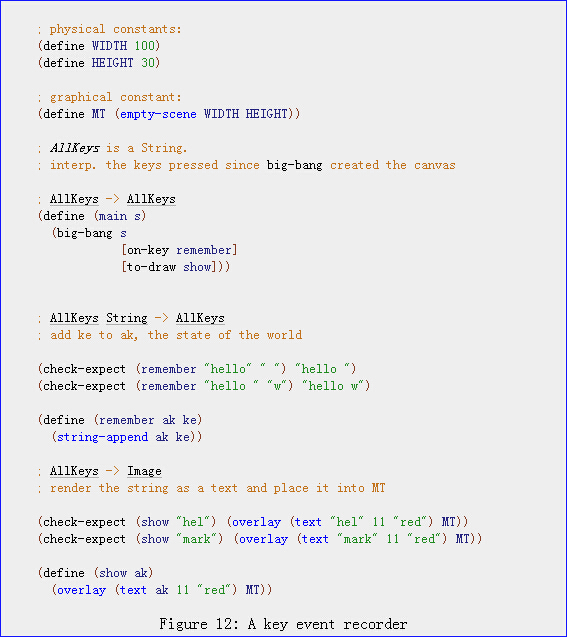 ; physical constants:
(define WIDTH 100)
(define HEIGHT 30)
; graphical constant:
(define MT (empty-scene WIDTH HEIGHT))
; AllKeys is a String.
; interp. the keys pressed since big-bang created the canvas
; AllKeys -> AllKeys
(define (main s)
(big-bang s
[on-key remember]
[to-draw show]))
; AllKeys String -> AllKeys
; add ke to ak, the state of the world
(check-expect (remember "hello" " ") "hello ")
(check-expect (remember "hello " "w") "hello w")
(define (remember ak ke)
(string-append ak ke))
; AllKeys -> Image
; render the string as a text and place it into MT
(check-expect (show "hel") (overlay (text "hel" 11 "red") MT))
(check-expect (show "mark") (overlay (text "mark" 11 "red") MT))
(define (show ak)
(overlay (text ak 11 "red") MT))
Figure 12: A key event recorder